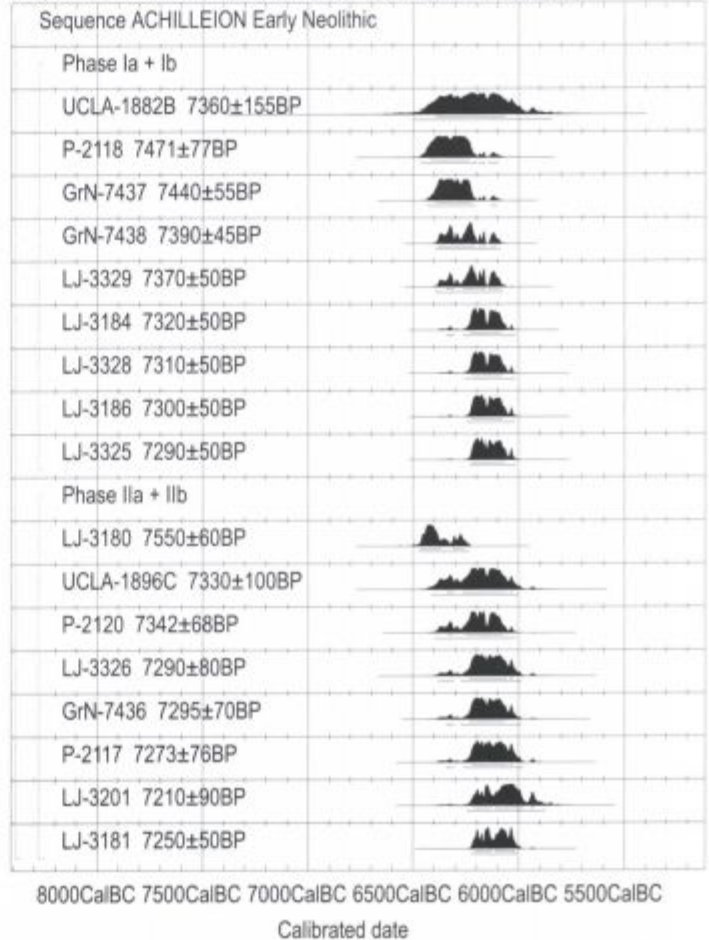 Sequence ACHILLEION Early Neolithic
Phase Ia + Ib
UCLA-1882B 7360±155BP
P-2118 7471±77BP
GrN-7437 7440±55BP
GrN-7438 7390±45BP
LJ-3329 7370±50BP
LJ-3184 7320±50BP
LJ-3328 7310±50BP
LJ-3186 7300±50BP
LJ-3325 7290±50BP
Phase IIa + IIb
LJ-3180 7550±60BP
UCLA-1896C 7330±100BP
P-2120 7342±68BP
LJ-3326 7290±80BP
GrN-7436 7295±70BP
P-2117 7273±76BP
LJ-3201 7210±90BP
LJ-3181 7250±50BP
8000CalBC 7500CalBC 7000CalBC 6500CalBC 6000CalBC 5500CalBC
Calibrated date